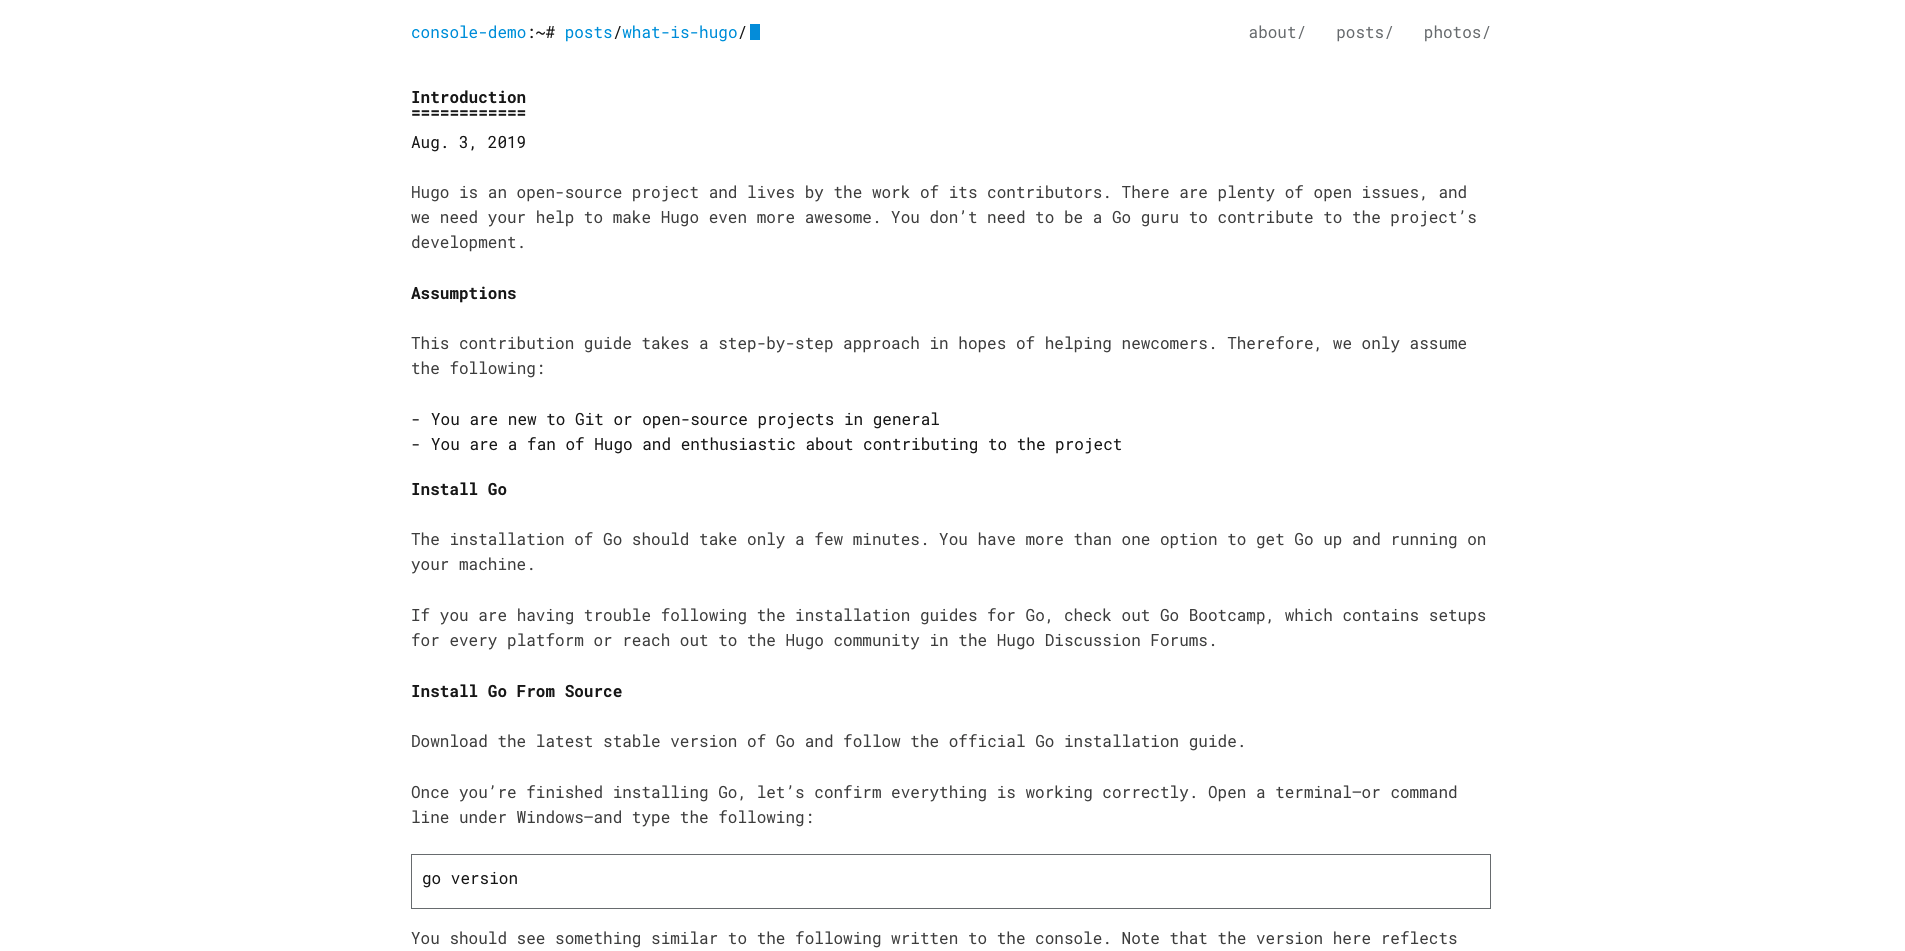 console-demo:~# posts/what-is-hugo/
about/ posts/ photos/
Introduction
============
Aug. 3, 2019
Hugo is an open-source project and lives by the work of its contributors. There are plenty of open issues, and
we need your help to make Hugo even more awesome. You don’t need to be a Go guru to contribute to the project’s
development.
Assumptions
This contribution guide takes a step-by-step approach in hopes of helping newcomers. Therefore, we only assume
the following:
- You are new to Git or open-source projects in general
- You are a fan of Hugo and enthusiastic about contributing to the project
Install Go
The installation of Go should take only a few minutes. You have more than one option to get Go up and running on
your machine.
If you are having trouble following the installation guides for Go, check out Go Bootcamp, which contains setups
for every platform or reach out to the Hugo community in the Hugo Discussion Forums.
Install Go From Source
Download the latest stable version of Go and follow the official Go installation guide.
Once you’re finished installing Go, let’s confirm everything is working correctly. Open a terminal—or command
line under Windows—and type the following:
go version
You should see something similar to the following written to the console. Note that the version here reflects